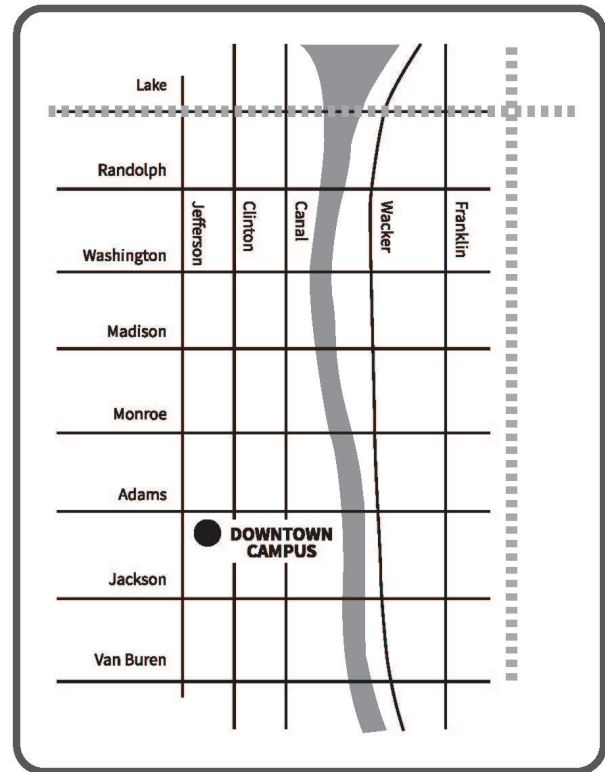 Lake
Randolph
Jefferson
Clinton
Canal
Wacker
Franklin
Washington
Madison
Monroe
Adams
DOWNTOWN
CAMPUS
Jackson
Van Buren